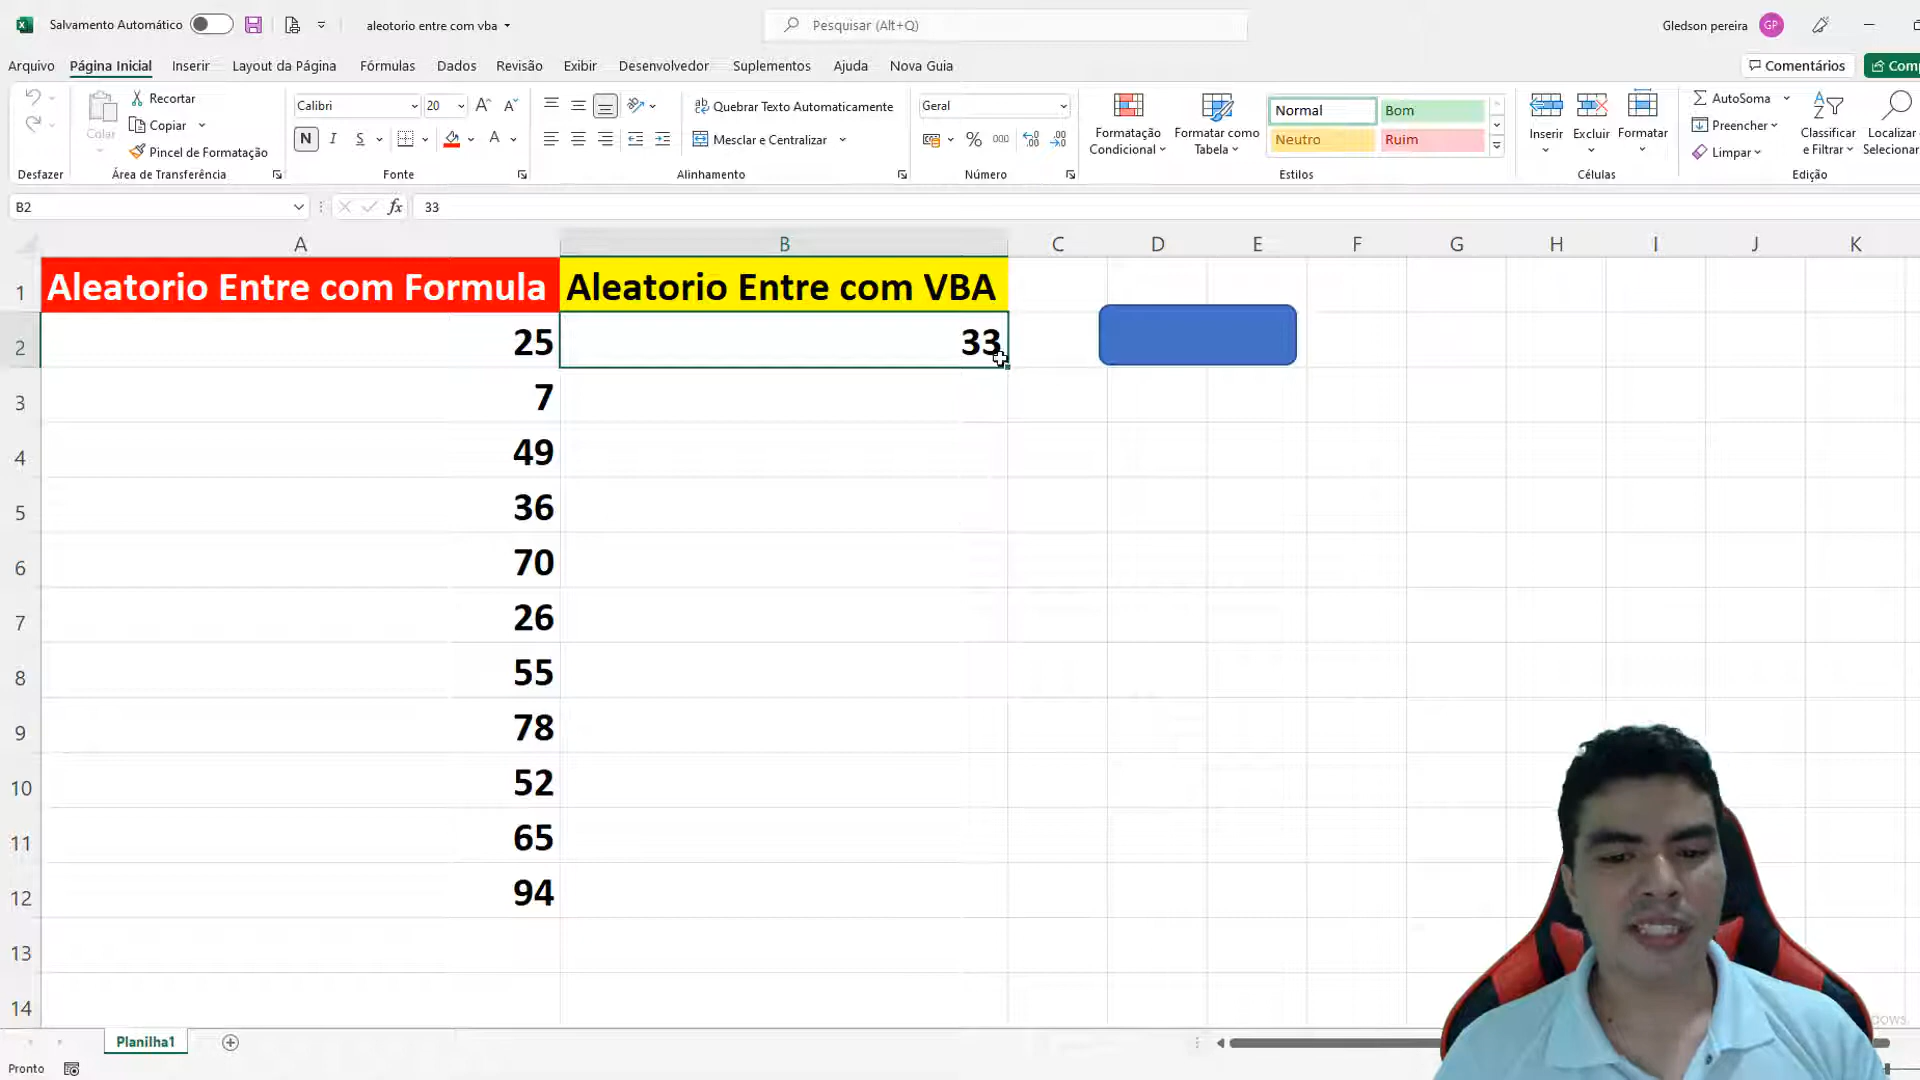 Salvamento Automático
aleotorio entre com vba
Pesquisar (Alt+Q)
Gledson pereira
GP
Arquivo
Página Inicial
Inserir
Layout da Página
Fórmulas
Dados
Revisão
Exibir
Desenvolvedor
Suplementos
Ajuda
Nova Guia
Comentários
Comp
Colar
Recortar
Copiar
Pincel de Formatação
Calibri
20
N
I
S
Quebrar Texto Automaticamente
Mesclar e Centralizar
Geral
%
000
Formatação
Condicional
Formatar como
Tabela
Normal
Bom
Neutro
Ruim
Inserir
Excluir
Formatar
AutoSoma
Preencher
Limpar
Classificar
e Filtrar
Localizar
Selecionar
Desfazer
Área de Transferência
Fonte
Alinhamento
Número
Estilos
Células
Edição
B2
fx
33
A B C D E F G H I J K
1 Aleatorio Entre com Formula Aleatorio Entre com VBA
2 25 33
3 7
4 49
5 36
6 70
7 26
8 55
9 78
10 52
11 65
12 94
13
14
Planilha1
Pronto